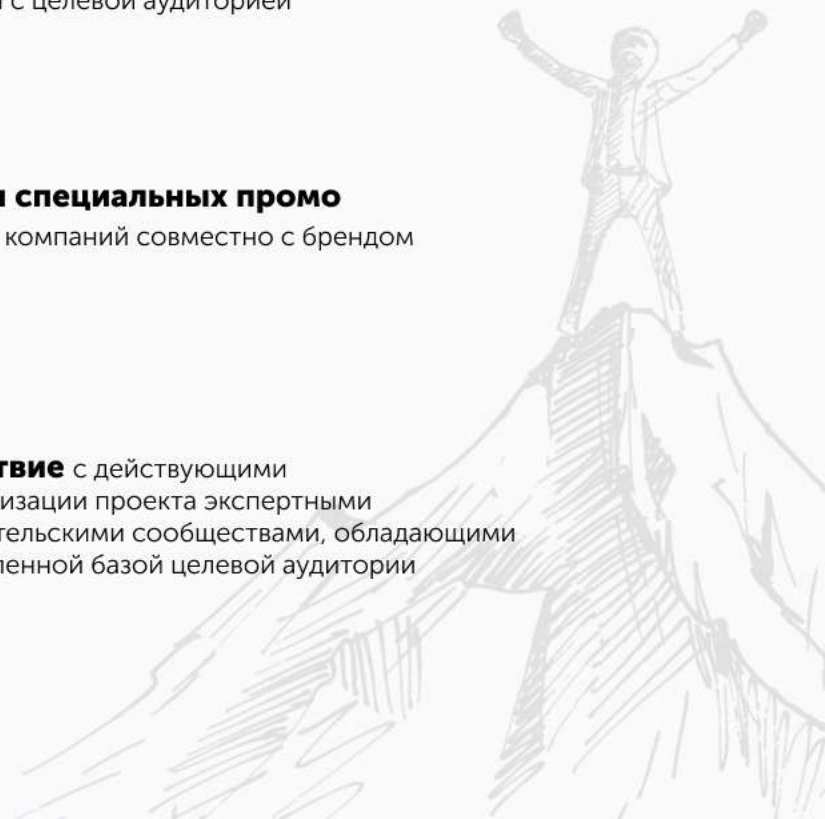 с целевой аудиторией
специальных промо
компаний совместно с брендом
с действующими
проекта экспертными
сообществами, обладающими
базой целевой аудитории